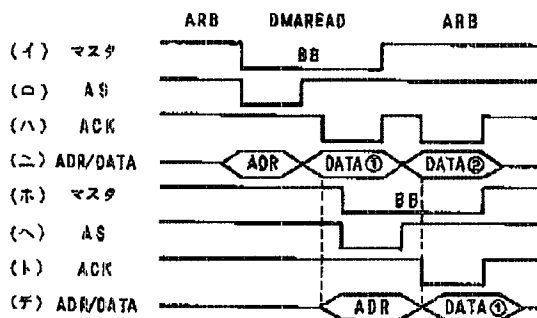 ARB DMAREAD ARB
(イ) マスタ BB
(ロ) AS
(ハ) ACK
(ニ) ADR/DATA ADR DATA① DATA②
(ホ) マスタ BB
(ヘ) AS
(ト) ACK
(チ) ADR/DATA ADR DATA①